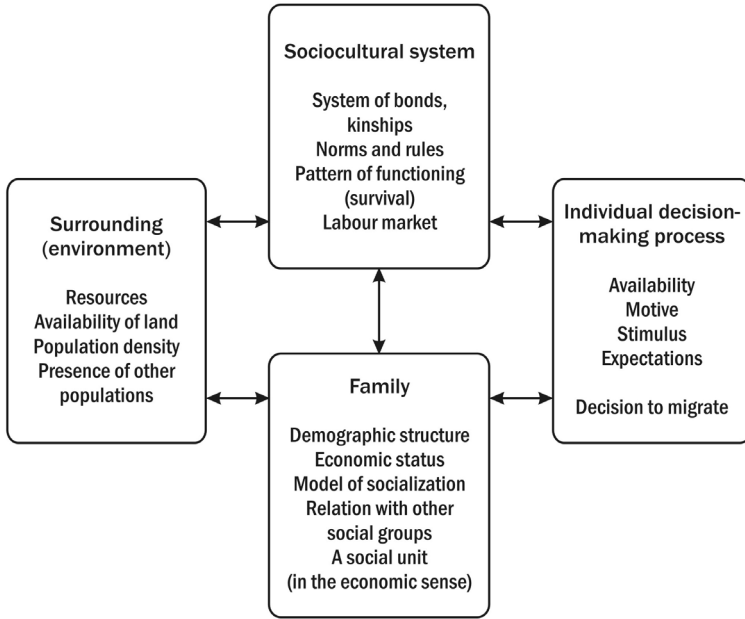 Sociocultural system
System of bonds,
kinships
Norms and rules
Pattern of functioning
(survival)
Labour market
Surrounding
(environment)
Resources
Availability of land
Population density
Presence of other
populations
Individual decision-
making process
Availability
Motive
Stimulus
Expectations
Decision to migrate
Family
Demographic structure
Economic status
Model of socialization
Relation with other
social groups
A social unit
(in the economic sense)